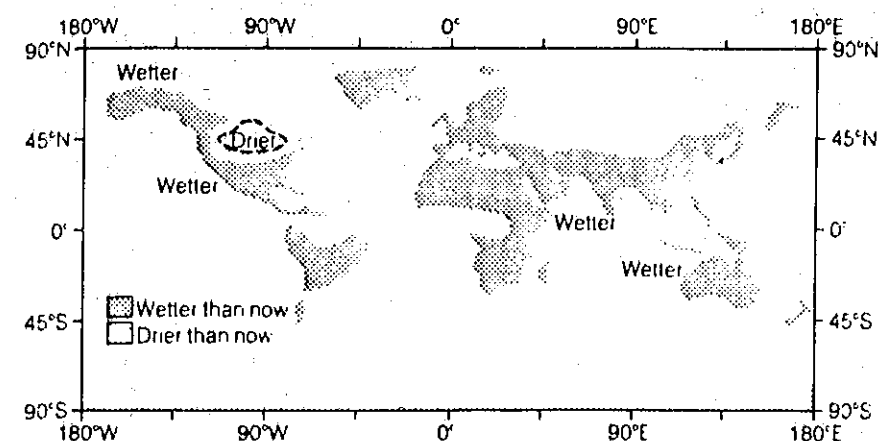 180°W 90°W 0° 90°E 180°E
90°N 90°N
Wetter
45°N Drier 45°N
Wetter
Wetter
0° 0°
Wetter
Wetter than now
45°S 45°S
Drier than now
90°S 90°S
180°W 90°W 0° 90°E 180°E